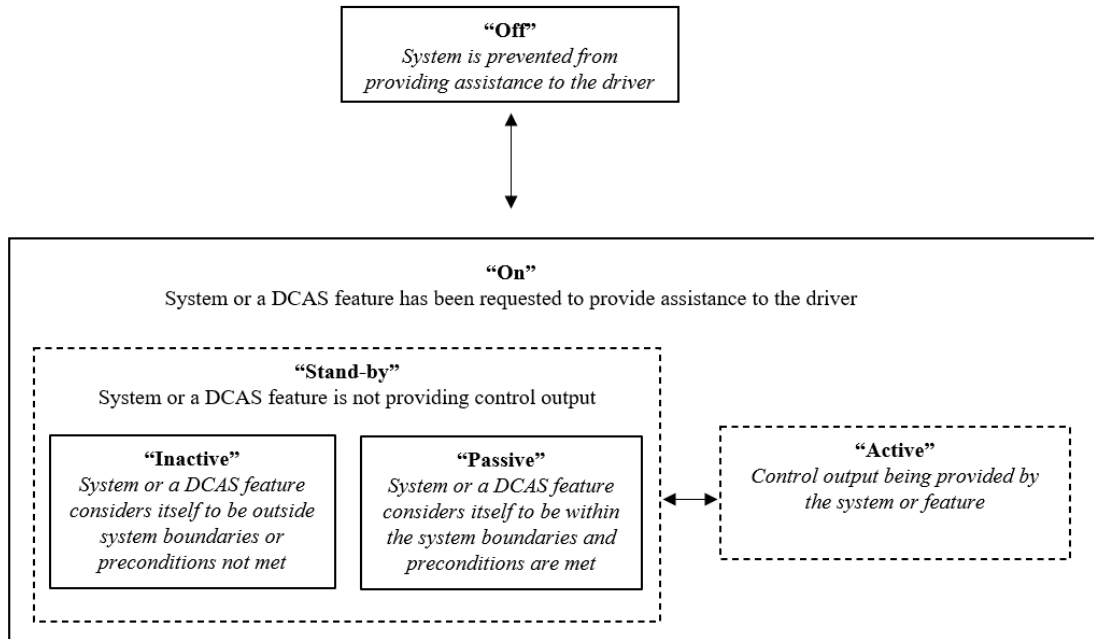 “Off”
System is prevented from
providing assistance to the driver
“On”
System or a DCAS feature has been requested to provide assistance to the driver
“Stand-by”
System or a DCAS feature is not providing control output
“Inactive”
System or a DCAS feature
considers itself to be outside
system boundaries or
preconditions not met
“Passive”
System or a DCAS feature
considers itself to be within
the system boundaries and
preconditions are met
“Active”
Control output being provided by
the system or feature